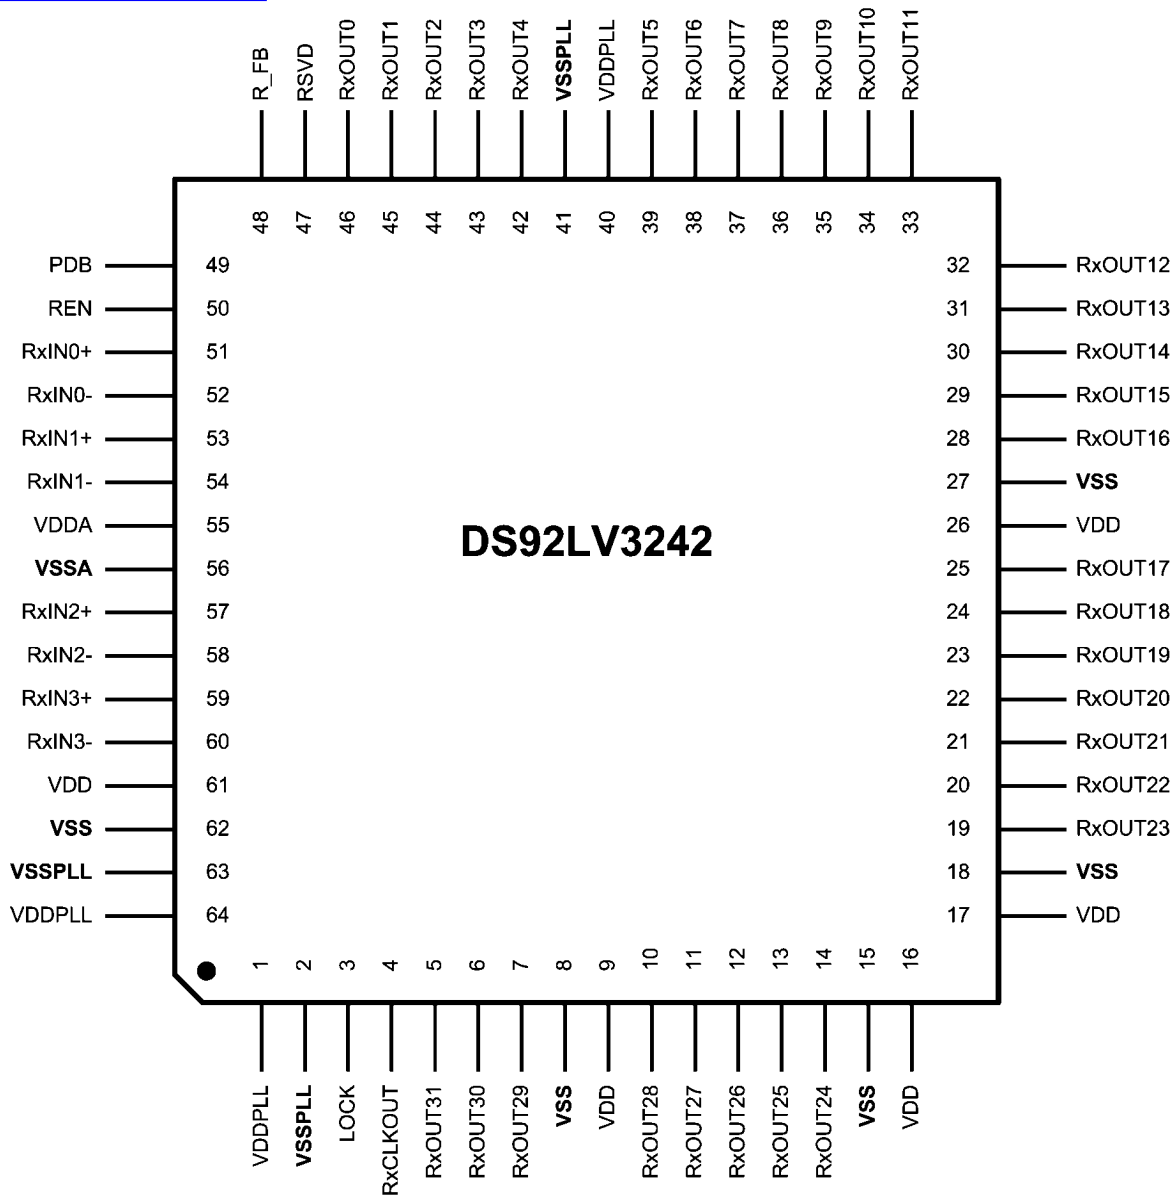 R_FB
RSVD
RxOUT0
RxOUT1
RxOUT2
RxOUT3
RxOUT4
VSSPLL
VDDPLL
RxOUT5
RxOUT6
RxOUT7
RxOUT8
RxOUT9
RxOUT10
RxOUT11
48 47 46 45 44 43 42 41 40 39 38 37 36 35 34 33
PDB 49 32 RxOUT12
REN 50 31 RxOUT13
RxIN0+ 51 30 RxOUT14
RxIN0- 52 29 RxOUT15
RxIN1+ 53 28 RxOUT16
RxIN1- 54 27 VSS
VDDA 55 26 VDD
DS92LV3242
VSSA 56 25 RxOUT17
RxIN2+ 57 24 RxOUT18
RxIN2- 58 23 RxOUT19
RxIN3+ 59 22 RxOUT20
RxIN3- 60 21 RxOUT21
VDD 61 20 RxOUT22
VSS 62 19 RxOUT23
VSSPLL 63 18 VSS
VDDPLL 64 17 VDD
1 2 3 4 5 6 7 8 9 10 11 12 13 14 15 16
VDDPLL
VSSPLL
LOCK
RxCLKOUT
RxOUT31
RxOUT30
RxOUT29
VSS
VDD
RxOUT28
RxOUT27
RxOUT26
RxOUT25
RxOUT24
VSS
VDD